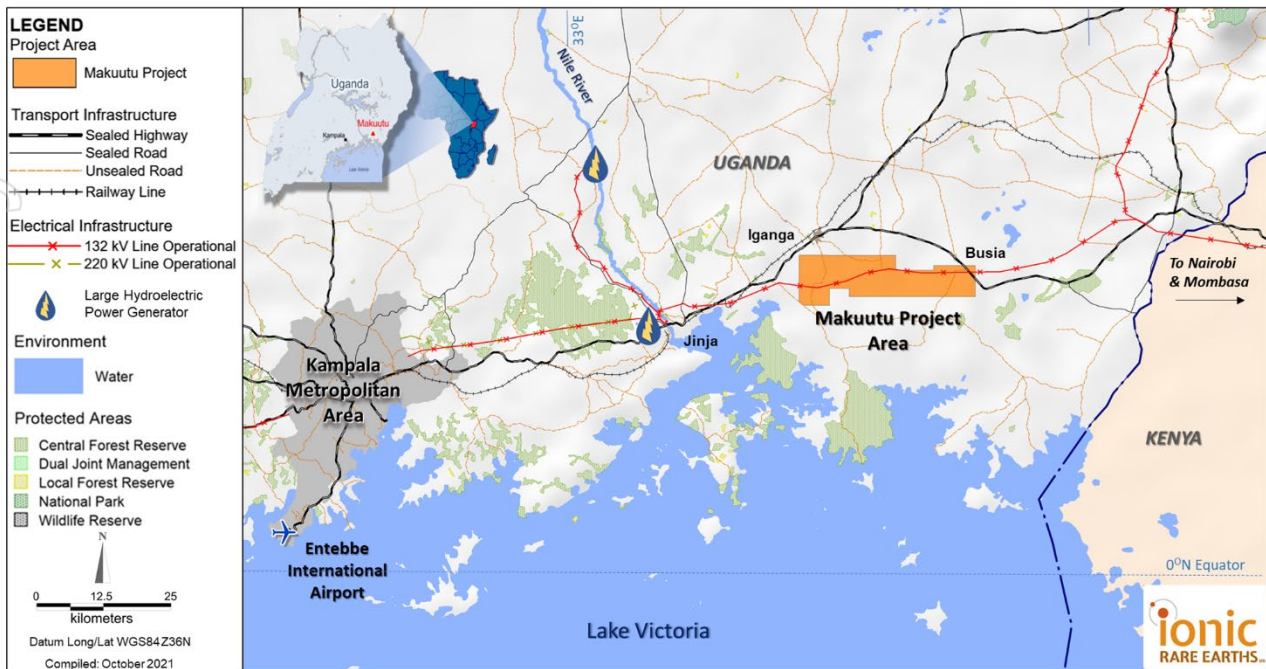 LEGEND
Project Area
Makuutu Project
Transport Infrastructure
Sealed Highway
Sealed Road
Unsealed Road
Railway Line
Electrical Infrastructure
132 kV Line Operational
220 kV Line Operational
Large Hydroelectric
Power Generator
Environment
Water
Protected Areas
Central Forest Reserve
Dual Joint Management
Local Forest Reserve
National Park
Wildlife Reserve
N
0 12.5 25
kilometers
Datum Long/Lat WGS84Z36N
Compiled: October 2021
Uganda
Makuutu
Kampala
Lake Victoria
33°E
Nile River
UGANDA
Iganga
Busia
To Nairobi
& Mombasa
Makuutu Project
Area
Jinja
Kampala
Metropolitan
Area
KENYA
Entebbe
International
Airport
0°N Equator
Lake Victoria
ionic
RARE EARTHS